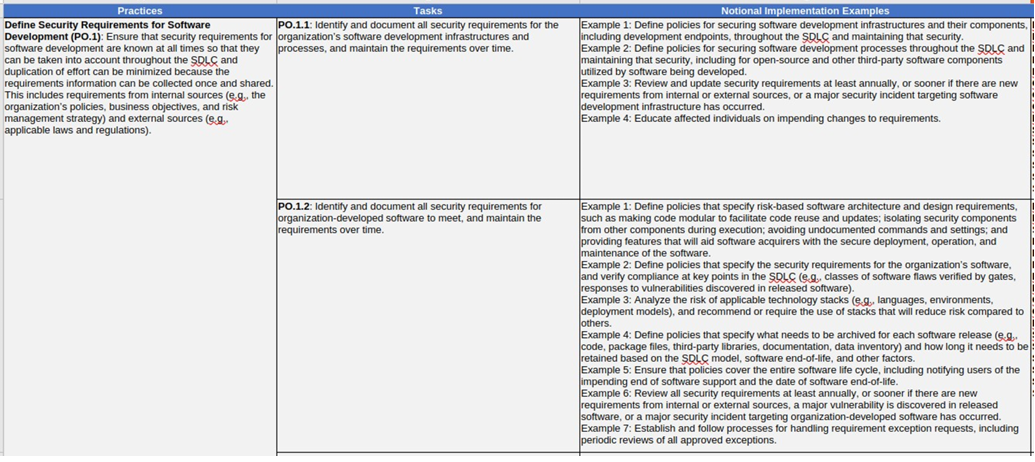 Practices
Tasks
Notional Implementation Examples
Define Security Requirements for Software
Development (PO.1): Ensure that security requirements for
software development are known at all times so that they
can be taken into account throughout the SDLC and
duplication of effort can be minimized because the
requirements information can be collected once and shared.
This includes requirements from internal sources (e.g., the
organization's policies, business objectives, and risk
management strategy) and external sources (e.g.,
applicable laws and regulations).
PO.1.1: Identify and document all security requirements for the
organization's software development infrastructures and
processes, and maintain the requirements over time.
Example 1: Define policies for securing software development infrastructures and their components,
including development endpoints, throughout the SDLC and maintaining that security.
Example 2: Define policies for securing software development processes throughout the SDLC and
maintaining that security, including for open-source and other third-party software components
utilized by software being developed.
Example 3: Review and update security requirements at least annually, or sooner if there are new
requirements from internal or external sources, or a major security incident targeting software
development infrastructure has occurred.
Example 4: Educate affected individuals on impending changes to requirements.
PO.1.2: Identify and document all security requirements for
organization-developed software to meet, and maintain the
requirements over time.
Example 1: Define policies that specify risk-based software architecture and design requirements,
such as making code modular to facilitate code reuse and updates; isolating security components
from other components during execution; avoiding undocumented commands and settings; and
providing features that will aid software acquirers with the secure deployment, operation, and
maintenance of the software.
Example 2: Define policies that specify the security requirements for the organization's software,
and verify compliance at key points in the SDLC (e.g., classes of software flaws verified by gates,
responses to vulnerabilities discovered in released software).
Example 3: Analyze the risk of applicable technology stacks (e.g., languages, environments,
deployment models), and recommend or require the use of stacks that will reduce risk compared to
others.
Example 4: Define policies that specify what needs to be archived for each software release (e.g.,
code, package files, third-party libraries, documentation, data inventory) and how long it needs to be
retained based on the SDLC model, software end-of-life, and other factors.
Example 5: Ensure that policies cover the entire software life cycle, including notifying users of the
impending end of software support and the date of software end-of-life.
Example 6: Review all security requirements at least annually, or sooner if there are new
requirements from internal or external sources, a major vulnerability is discovered in released
software, or a major security incident targeting organization-developed software has occurred.
Example 7: Establish and follow processes for handling requirement exception requests, including
periodic reviews of all approved exceptions.